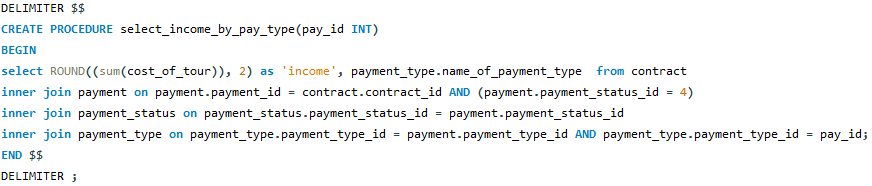 DELIMITER $$
CREATE PROCEDURE select_income_by_pay_type(pay_id INT)
BEGIN
select ROUND((sum(cost_of_tour)), 2) as 'income', payment_type.name_of_payment_type  from contract
inner join payment on payment.payment_id = contract.contract_id AND (payment.payment_status_id = 4)
inner join payment_status on payment_status.payment_status_id = payment.payment_status_id
inner join payment_type on payment_type.payment_type_id = payment.payment_type_id AND payment_type.payment_type_id = pay_id;
END $$
DELIMITER ;